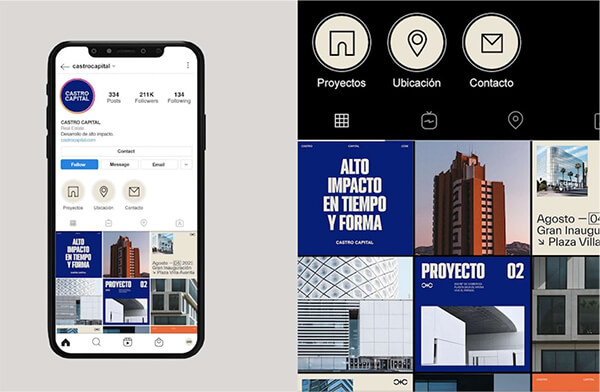 castrocapital
CASTRO
CAPITAL
334
Posts
211K
Followers
134
Following
CASTRO CAPITAL
Real Estate
Desarrollo de alto impacto.
castrocapital.com
Contact
Follow
Message
Email
Proyectos
Ubicación
Contacto
ALTO
IMPACTO
EN TIEMPO
Y FORMA
CASTRO CAPITAL
Agosto — 04 2021
Gran Inauguración
↘ Plaza Villa Avanta
PROYECTO 02
Proyectos
Ubicación
Contacto
CASTRO
CAPITAL
ALTO
IMPACTO
EN TIEMPO
Y FORMA
CASTRO CAPITAL
Agosto — 04
Gran Inaugu
↘ Plaza Villa
PROYECTO 02